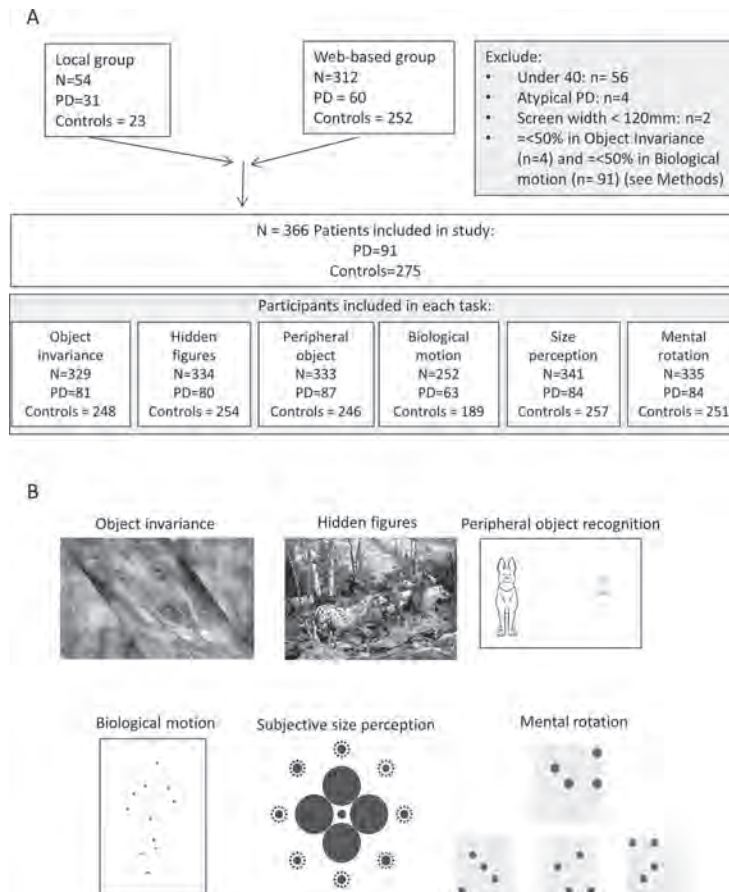 A
Local group
N=54
PD=31
Controls = 23
Web-based group
N=312
PD = 60
Controls = 252
Exclude:
• Under 40: n= 56
• Atypical PD: n=4
• Screen width < 120mm: n=2
• =<50% in Object Invariance
(n=4) and =<50% in Biological
motion (n= 91) (see Methods)
N = 366 Patients included in study:
PD=91
Controls=275
Participants included in each task:
Object
invariance
N=329
PD=81
Controls = 248
Hidden
figures
N=334
PD=80
Controls = 254
Peripheral
object
N=333
PD=87
Controls = 246
Biological
motion
N=252
PD=63
Controls = 189
Size
perception
N=341
PD=84
Controls = 257
Mental
rotation
N=335
PD=84
Controls = 251
B
Object invariance
Hidden figures
Peripheral object recognition
Biological motion
Subjective size perception
Mental rotation